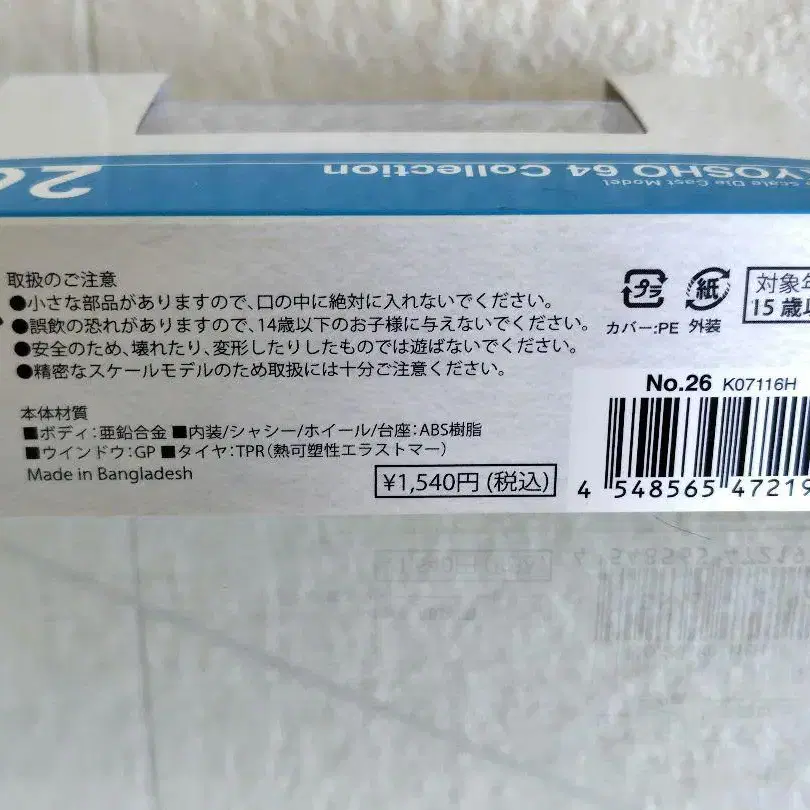 26
KYOSHO 64 Collection
scale Die Cast Model
取扱のご注意
●小さな部品がありますので、口の中に絶対に入れないでください。
●誤飲の恐れがありますので、14歳以下のお子様に与えないでください。
●安全のため、壊れたり、変形したりしたものでは遊ばないでください。
●精密なスケールモデルのため取扱には十分ご注意ください。
プラ
カバー:PE
紙
外装
対象年
15歳以
本体材質
■ボディ:亜鉛合金 ■内装/シャシー/ホイール/台座:ABS樹脂
■ウインドウ:GP ■タイヤ:TPR(熱可塑性エラストマー)
Made in Bangladesh
¥1,540円(税込)
No.26 K07116H
4 548565 47219